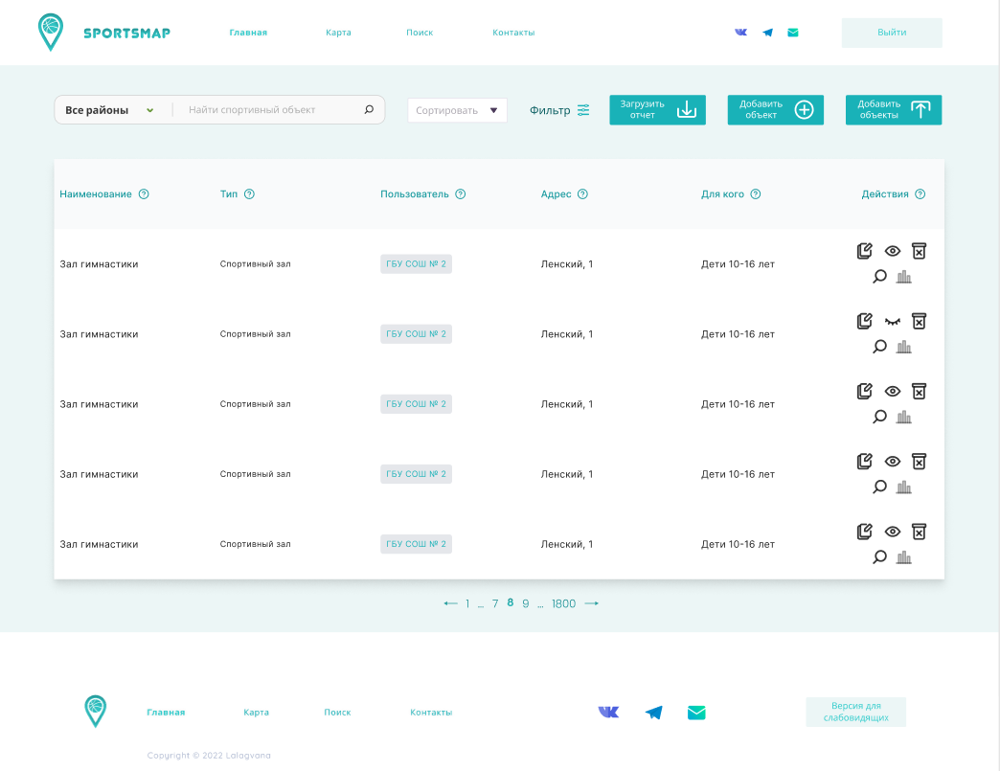 SPORTSMAP Главная Карта Поиск Контакты Выйти
Все районы Найти спортивный объект Сортировать Фильтр
Загрузить
отчет
Добавить
объект
Добавить
объекты
Наименование Тип Пользователь Адрес Для кого Действия
Зал гимнастики Спортивный зал ГБУ СОШ № 2 Ленский, 1 Дети 10-16 лет
Зал гимнастики Спортивный зал ГБУ СОШ № 2 Ленский, 1 Дети 10-16 лет
Зал гимнастики Спортивный зал ГБУ СОШ № 2 Ленский, 1 Дети 10-16 лет
Зал гимнастики Спортивный зал ГБУ СОШ № 2 Ленский, 1 Дети 10-16 лет
Зал гимнастики Спортивный зал ГБУ СОШ № 2 Ленский, 1 Дети 10-16 лет
← 1 ... 7 8 9 ... 1800 →
Главная Карта Поиск Контакты
Версия для
слабовидящих
Copyright © 2022 Lalagvana